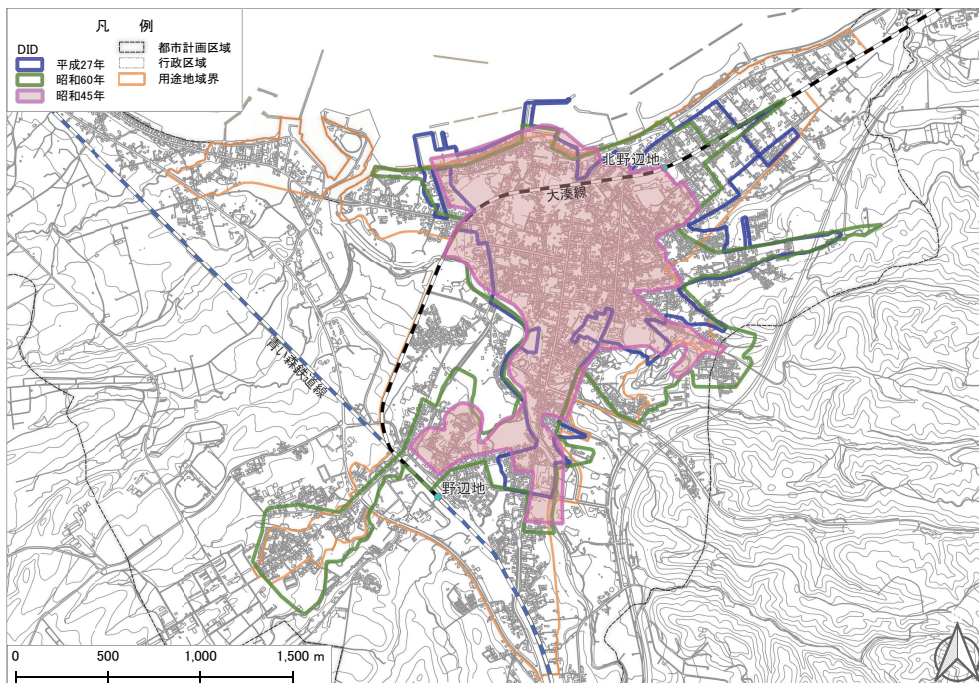 凡 例
DID
平成27年
昭和60年
昭和45年
都市計画区域
行政区域
用途地域界
北野辺地
大湊線
青い森鉄道線
野辺地
0 500 1,000 1,500 m